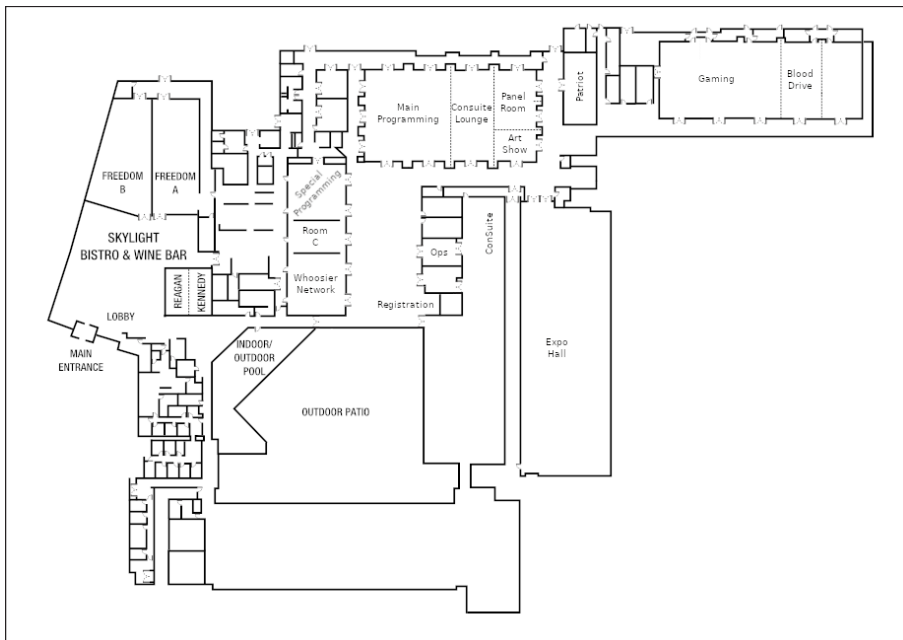 Gaming
Blood
Drive
Patriot
Main
Programming
Consuite
Lounge
Panel
Room
Art
Show
FREEDOM
B
FREEDOM
A
Special
Programming
Room
C
Whoosier
Network
Ops
ConSuite
SKYLIGHT
BISTRO & WINE BAR
REAGAN
KENNEDY
Registration
LOBBY
MAIN
ENTRANCE
INDOOR/
OUTDOOR
POOL
Expo
Hall
OUTDOOR PATIO